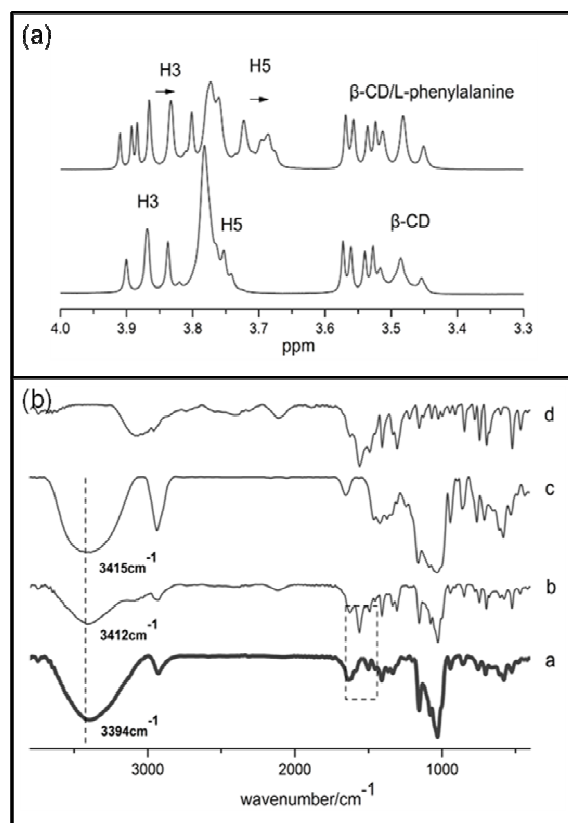 (a)
H3
H5
β-CD/L-phenylalanine
H3
H5
β-CD
4.0 3.9 3.8 3.7 3.6 3.5 3.4 3.3
ppm
(b)
d
c
3415cm⁻¹
b
3412cm⁻¹
a
3394cm⁻¹
3000 2000 1000
wavenumber/cm⁻¹